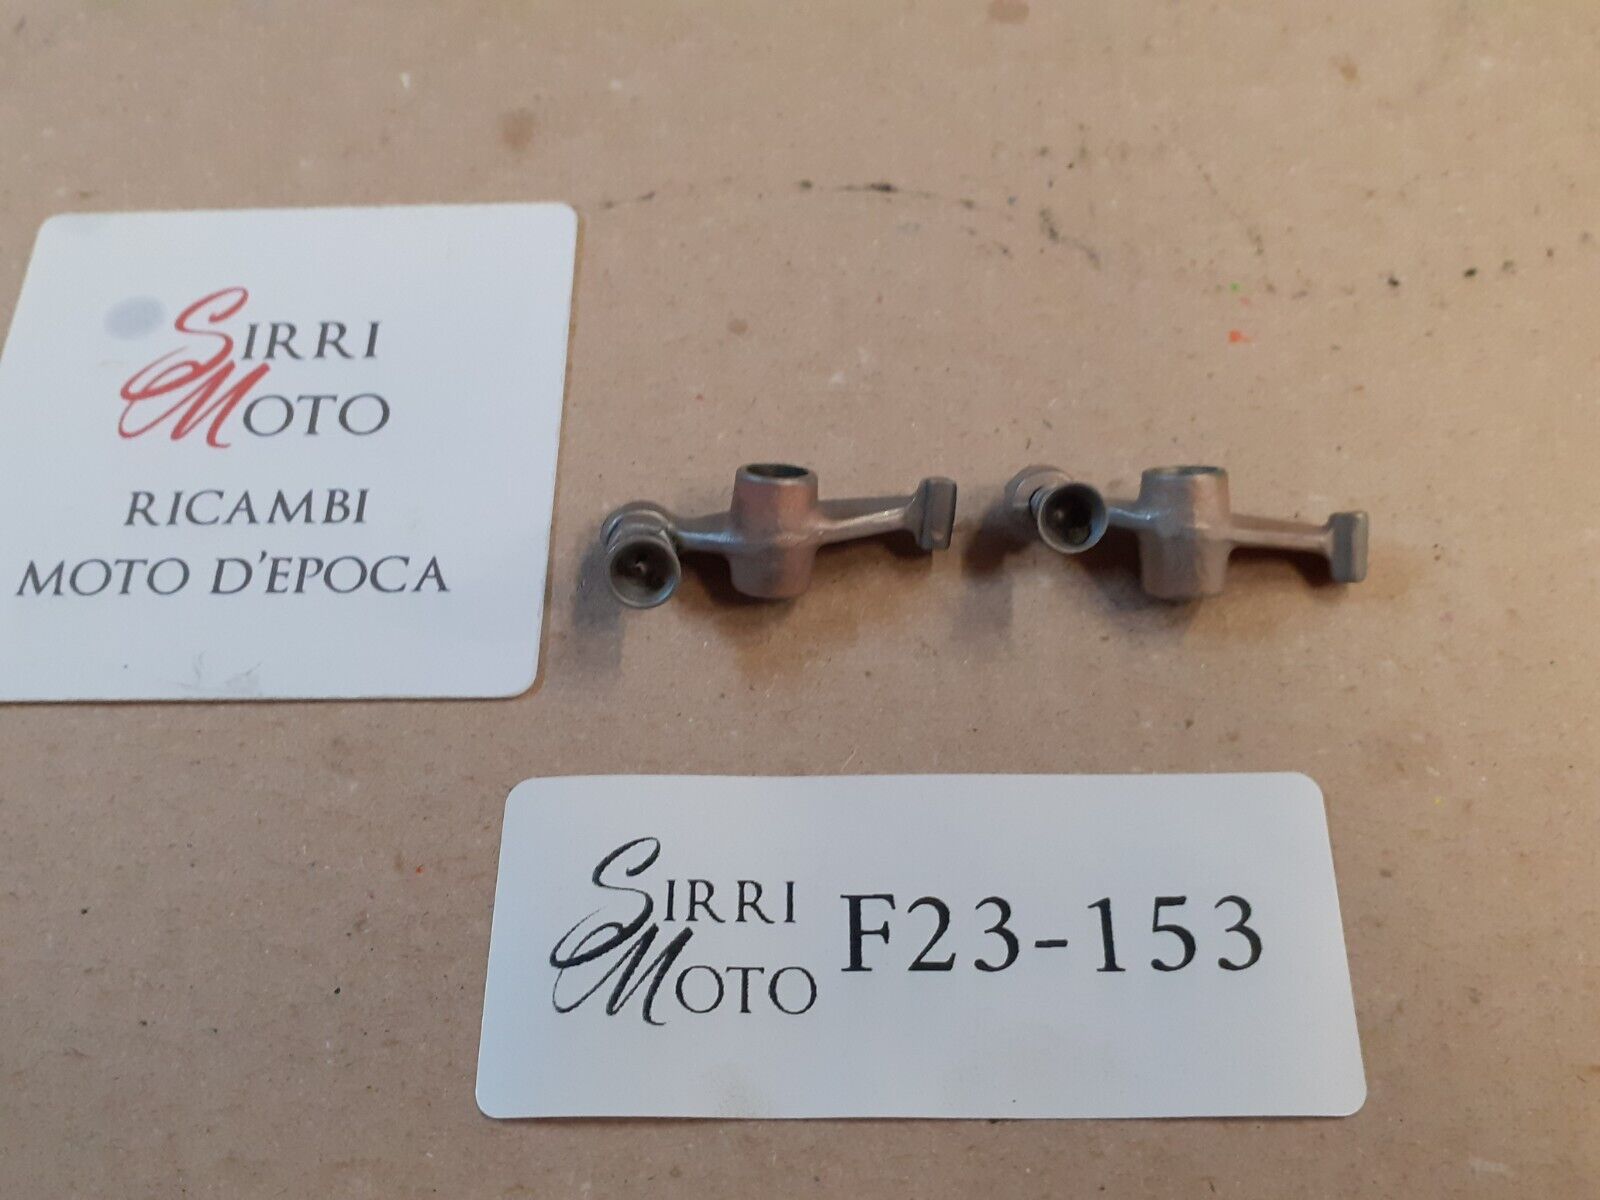 SIRRI
MOTO
RICAMBI
MOTO D'EPOCA
SIRRI
MOTO
F23-153